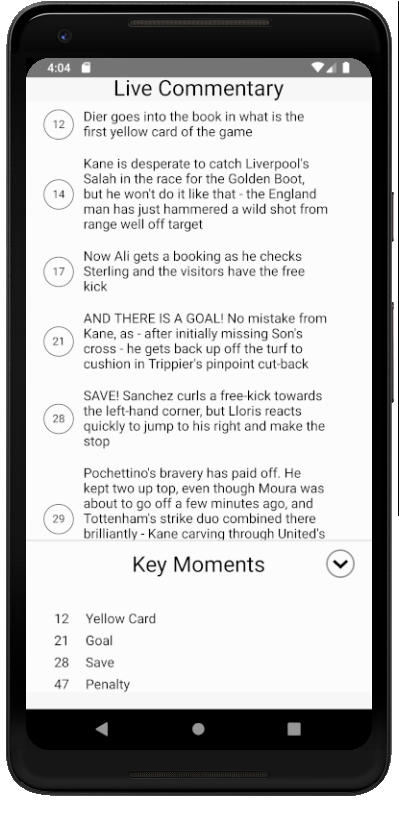 4:04
Live Commentary
12
Dier goes into the book in what is the
first yellow card of the game
14
Kane is desperate to catch Liverpool's
Salah in the race for the Golden Boot,
but he won't do it like that - the England
man has just hammered a wild shot from
range well off target
17
Now Ali gets a booking as he checks
Sterling and the visitors have the free
kick
21
AND THERE IS A GOAL! No mistake from
Kane, as - after initially missing Son's
cross - he gets back up off the turf to
cushion in Trippier's pinpoint cut-back
28
SAVE! Sanchez curls a free-kick towards
the left-hand corner, but Lloris reacts
quickly to jump to his right and make the
stop
29
Pochettino's bravery has paid off. He
kept two up top, even though Moura was
about to go off a few minutes ago, and
Tottenham's strike duo combined there
brilliantly - Kane carving through United's
Key Moments
12 Yellow Card
21 Goal
28 Save
47 Penalty